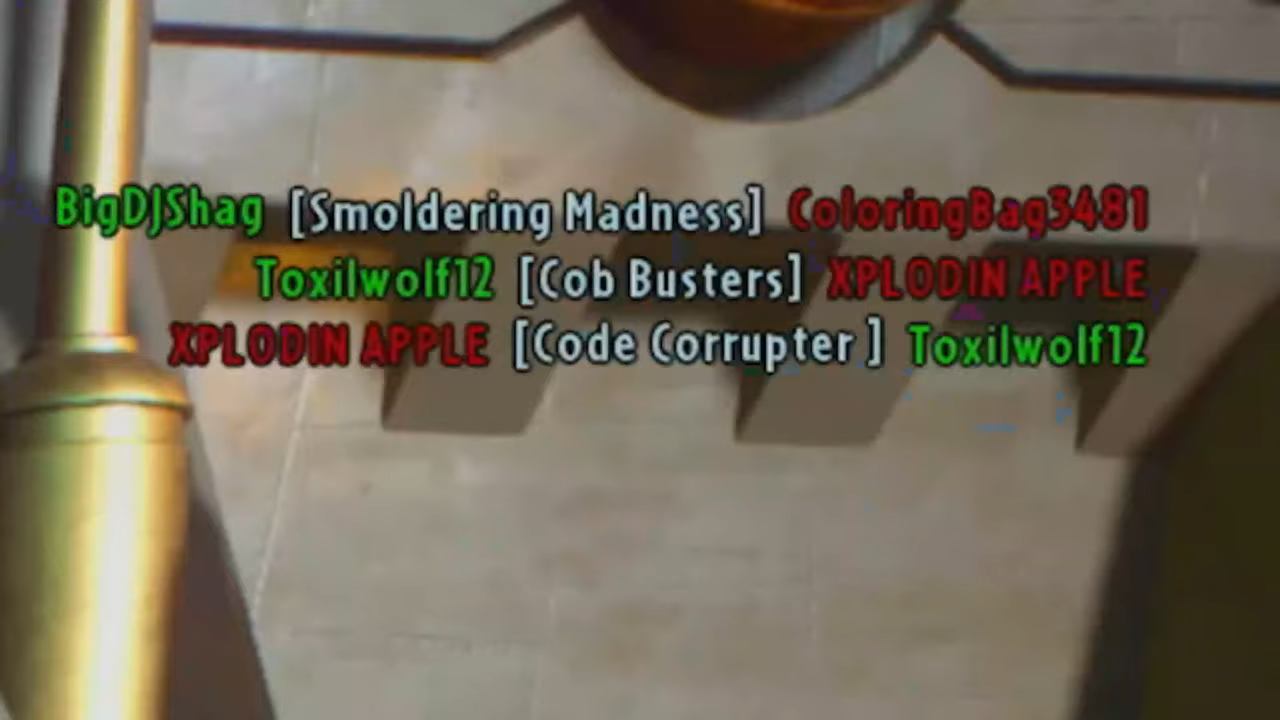 BigDJShag [Smoldering Madness] ColoringBag3481
Toxilwolf12 [Cob Busters] XPLODIN APPLE
XPLODIN APPLE [Code Corrupter ] Toxilwolf12